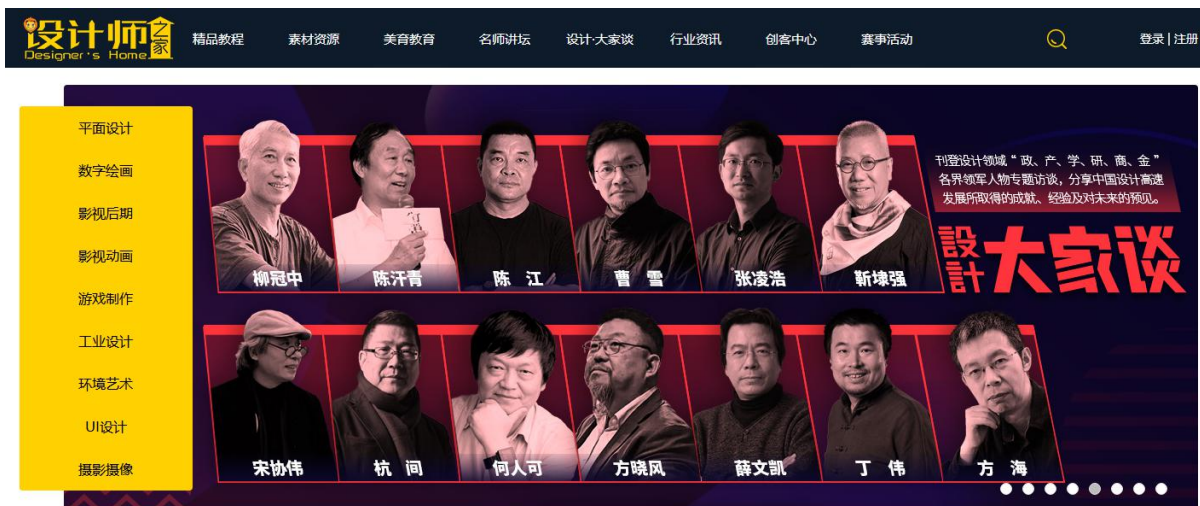 设计师之家
Designer's Home
精品教程 素材资源 美育教育 名师讲坛 设计·大家谈 行业资讯 创客中心 赛事活动 登录 | 注册
平面设计
数字绘画
影视后期
影视动画
游戏制作
工业设计
环境艺术
UI设计
摄影摄像
刊登设计领域“政、产、学、研、商、金”
各界领军人物专题访谈，分享中国设计高速
发展所取得的成就、经验及对未来的预见。
設計大家谈
柳冠中 陈汗青 陈 江 曹 雪 张凌浩 靳埭强
宋协伟 杭 间 何人可 方晓风 薛文凯 丁 伟 方 海